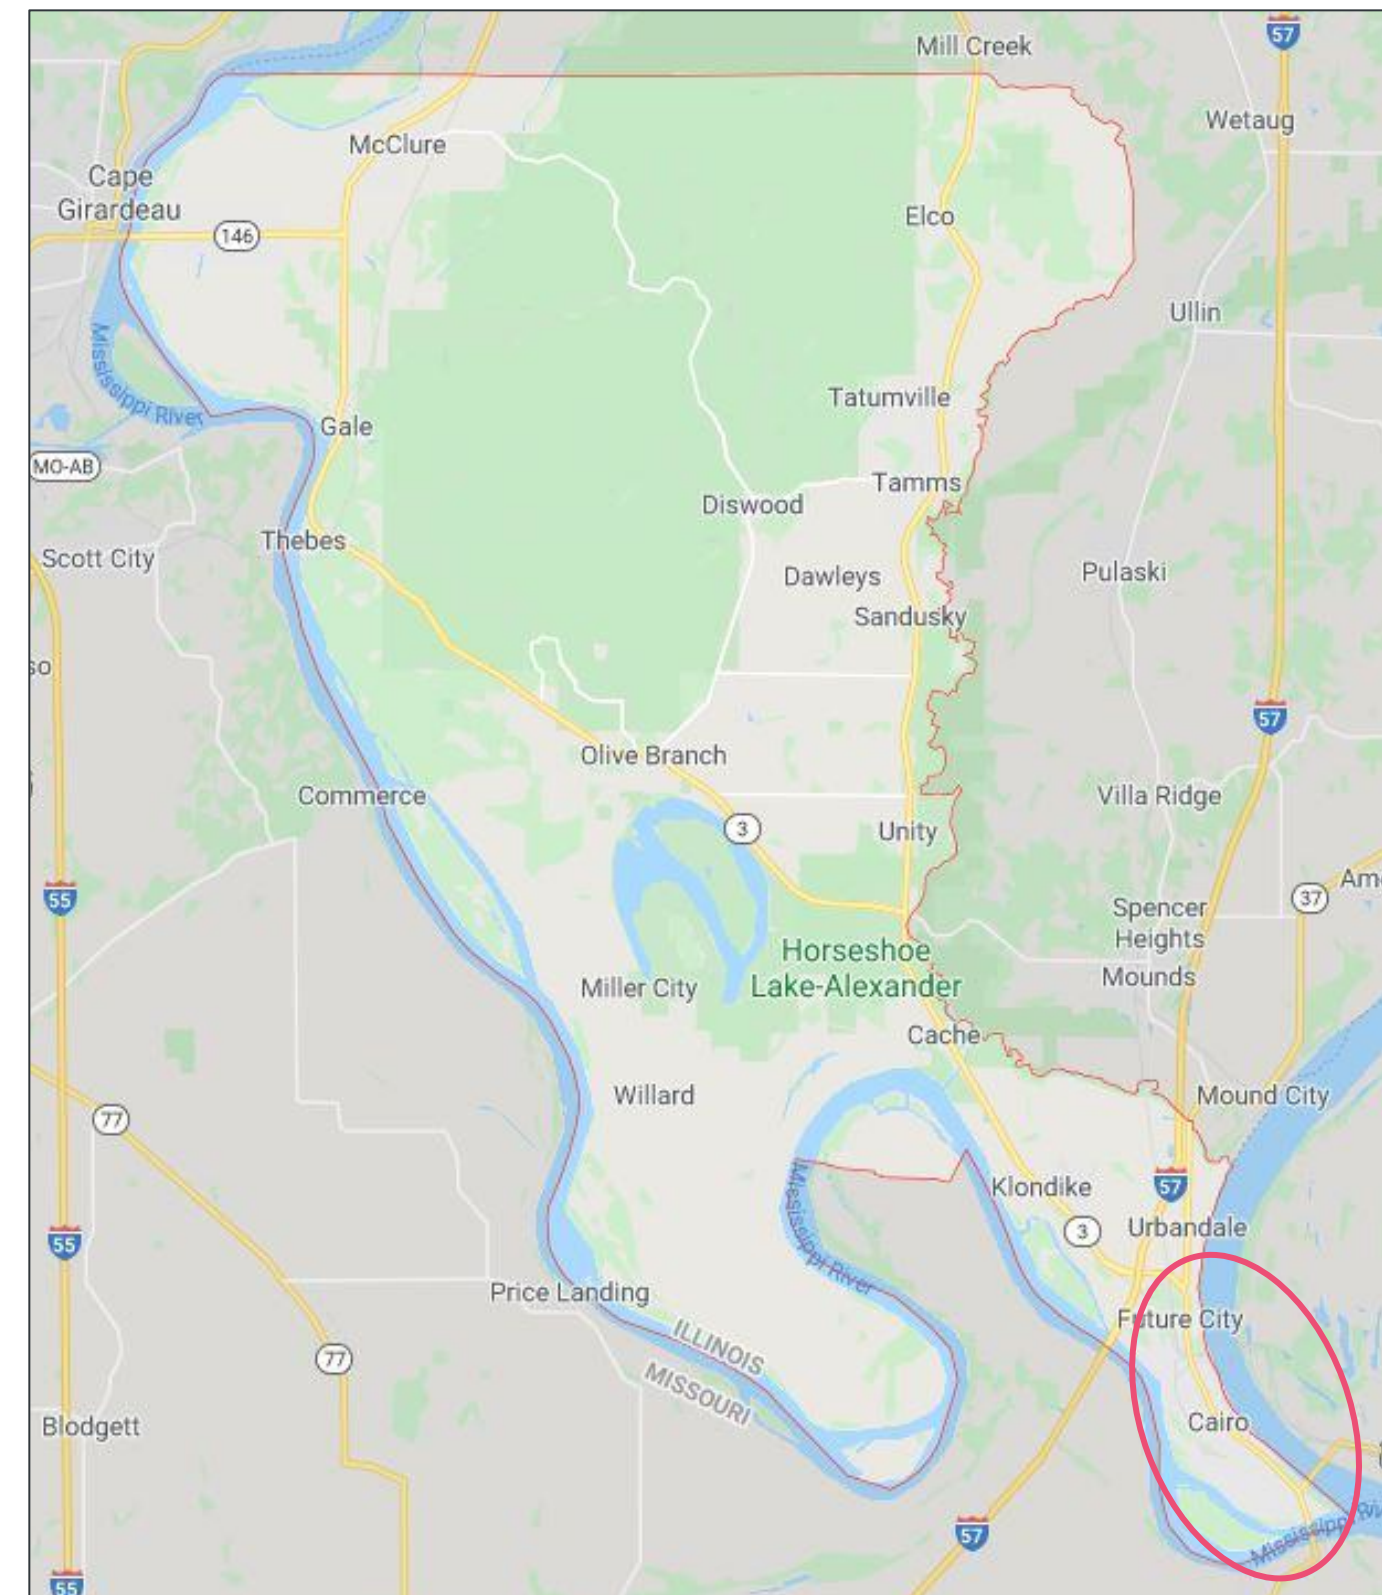 57
Mill Creek
Wetaug
McClure
Cape
Girardeau
146
Elco
Ullin
Mississippi River
Tatumville
Gale
MO-AB
Tamms
Diswood
Thebes
Scott City
Dawleys
Pulaski
Sandusky
so
57
Olive Branch
Commerce
Villa Ridge
3
Unity
55
37
Am
Spencer
Heights
Horseshoe
Lake-Alexander
Mounds
Miller City
Cache
Willard
Mound City
77
Mississippi River
Klondike
57
3
Urbandale
55
Price Landing
Future City
ILLINOIS
MISSOURI
77
Blodgett
Cairo
57
Mississippi Riv
55